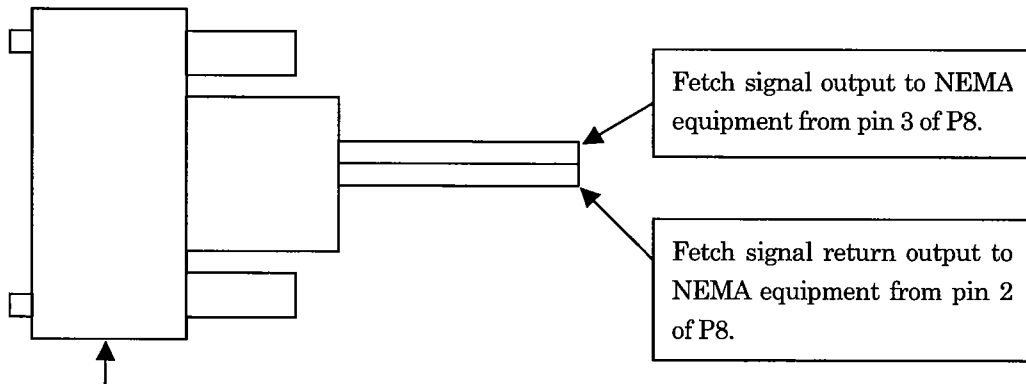 Fetch signal output to NEMA
equipment from pin 3 of P8.
Fetch signal return output to
NEMA equipment from pin 2
of P8.